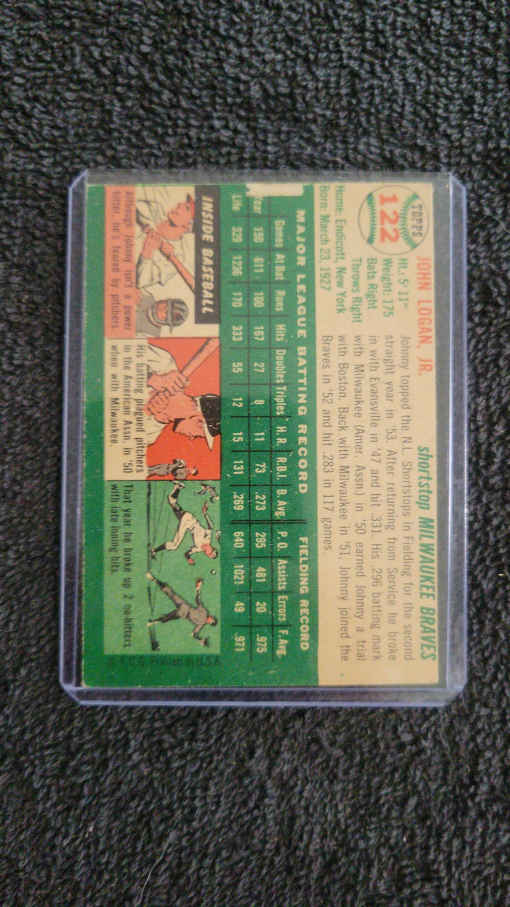 TOPPS
122
JOHN LOGAN, JR.
shortstop MILWAUKEE BRAVES
Ht.: 5' 11"
Weight: 175
Bats Right
Throws Right
Home: Endicott, New York
Born: March 23, 1927
Johnny topped the N.L. Shortstops in Fielding for the second
straight year in '53. After returning from Service he broke
in with Evansville in '47 and hit .331. His .296 batting mark
with Milwaukee (Amer. Assn.) in '50 earned Johnny a trial
with Boston. Back with Milwaukee in '51, Johnny joined the
Braves in '52 and hit .283 in 117 games.
MAJOR LEAGUE BATTING RECORD FIELDING RECORD
Games At Bat Runs Hits Doubles Triples H.R. R.B.I. B. Avg. P.O. Assists Errors F. Avg.
Year 150 611 100 167 27 8 11 73 .273 295 481 20 .975
Life 329 1236 170 333 55 12 15 131 .269 640 1021 49 .971
INSIDE BASEBALL
Although Johnny isn't a power
hitter, he's feared by pitchers.
His batting plagued pitchers
in the American Assn. in '50
when with Milwaukee.
That year he broke up 2 no-hitters
with late inning hits.
T.C.G. Printed in U.S.A.